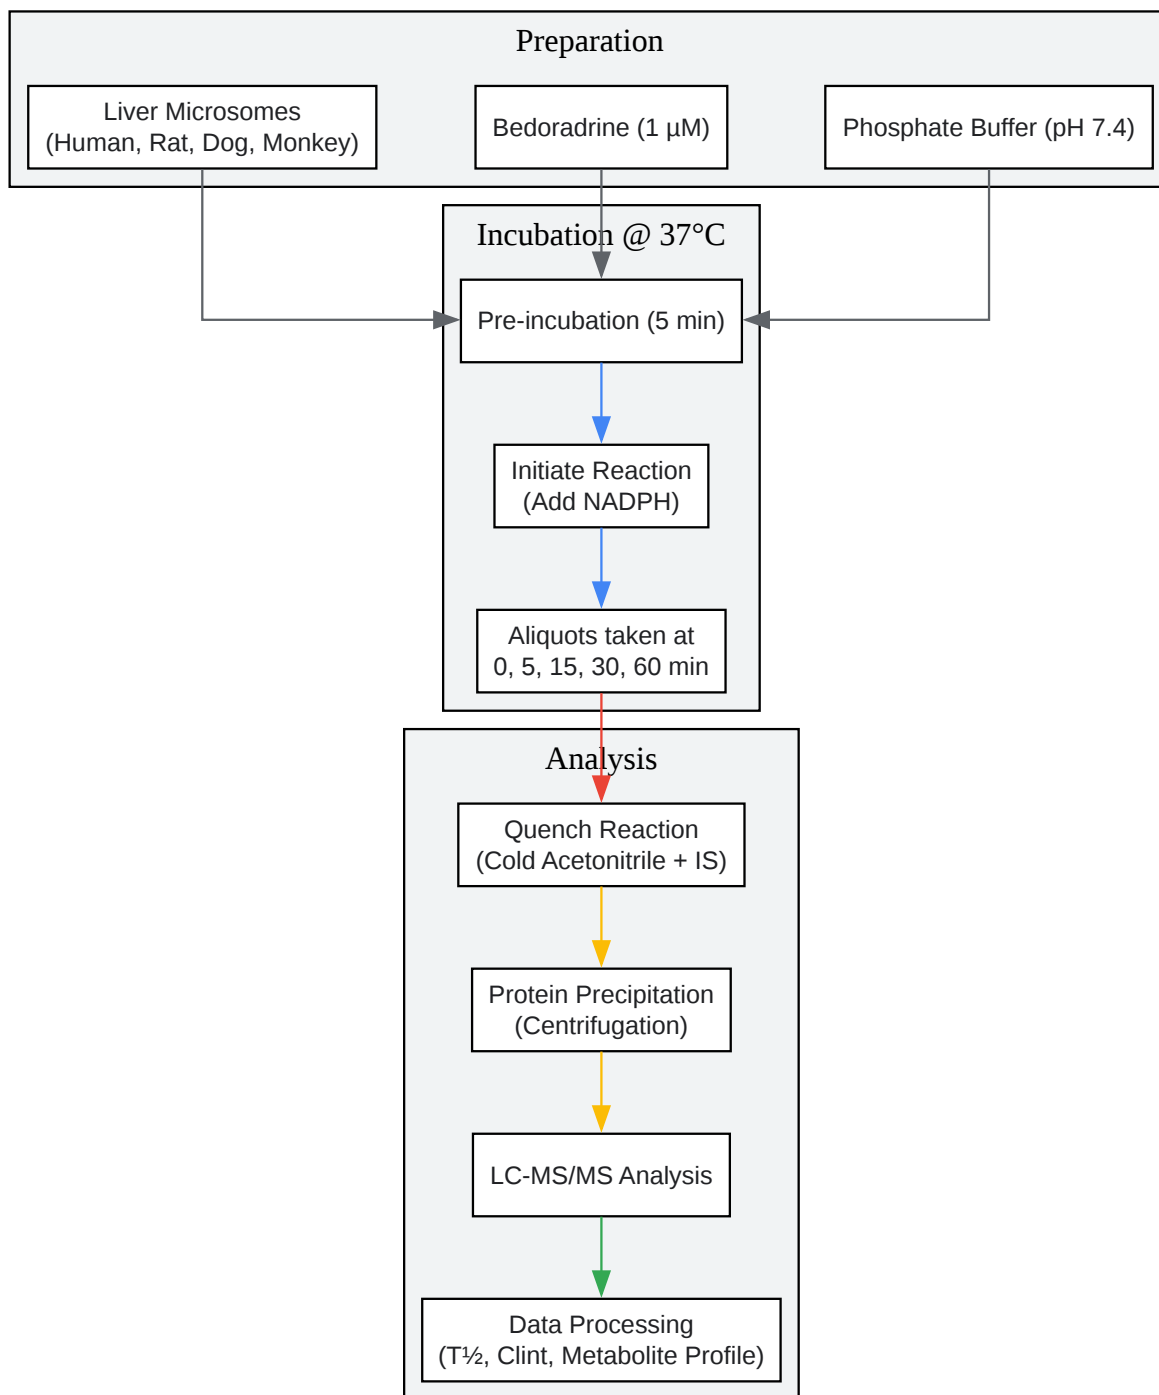 Preparation
Liver Microsomes
(Human, Rat, Dog, Monkey)
Bedoradrine (1 µM)
Phosphate Buffer (pH 7.4)
Incubation @ 37°C
Pre-incubation (5 min)
Initiate Reaction
(Add NADPH)
Aliquots taken at
0, 5, 15, 30, 60 min
Analysis
Quench Reaction
(Cold Acetonitrile + IS)
Protein Precipitation
(Centrifugation)
LC-MS/MS Analysis
Data Processing
(T½, Clint, Metabolite Profile)